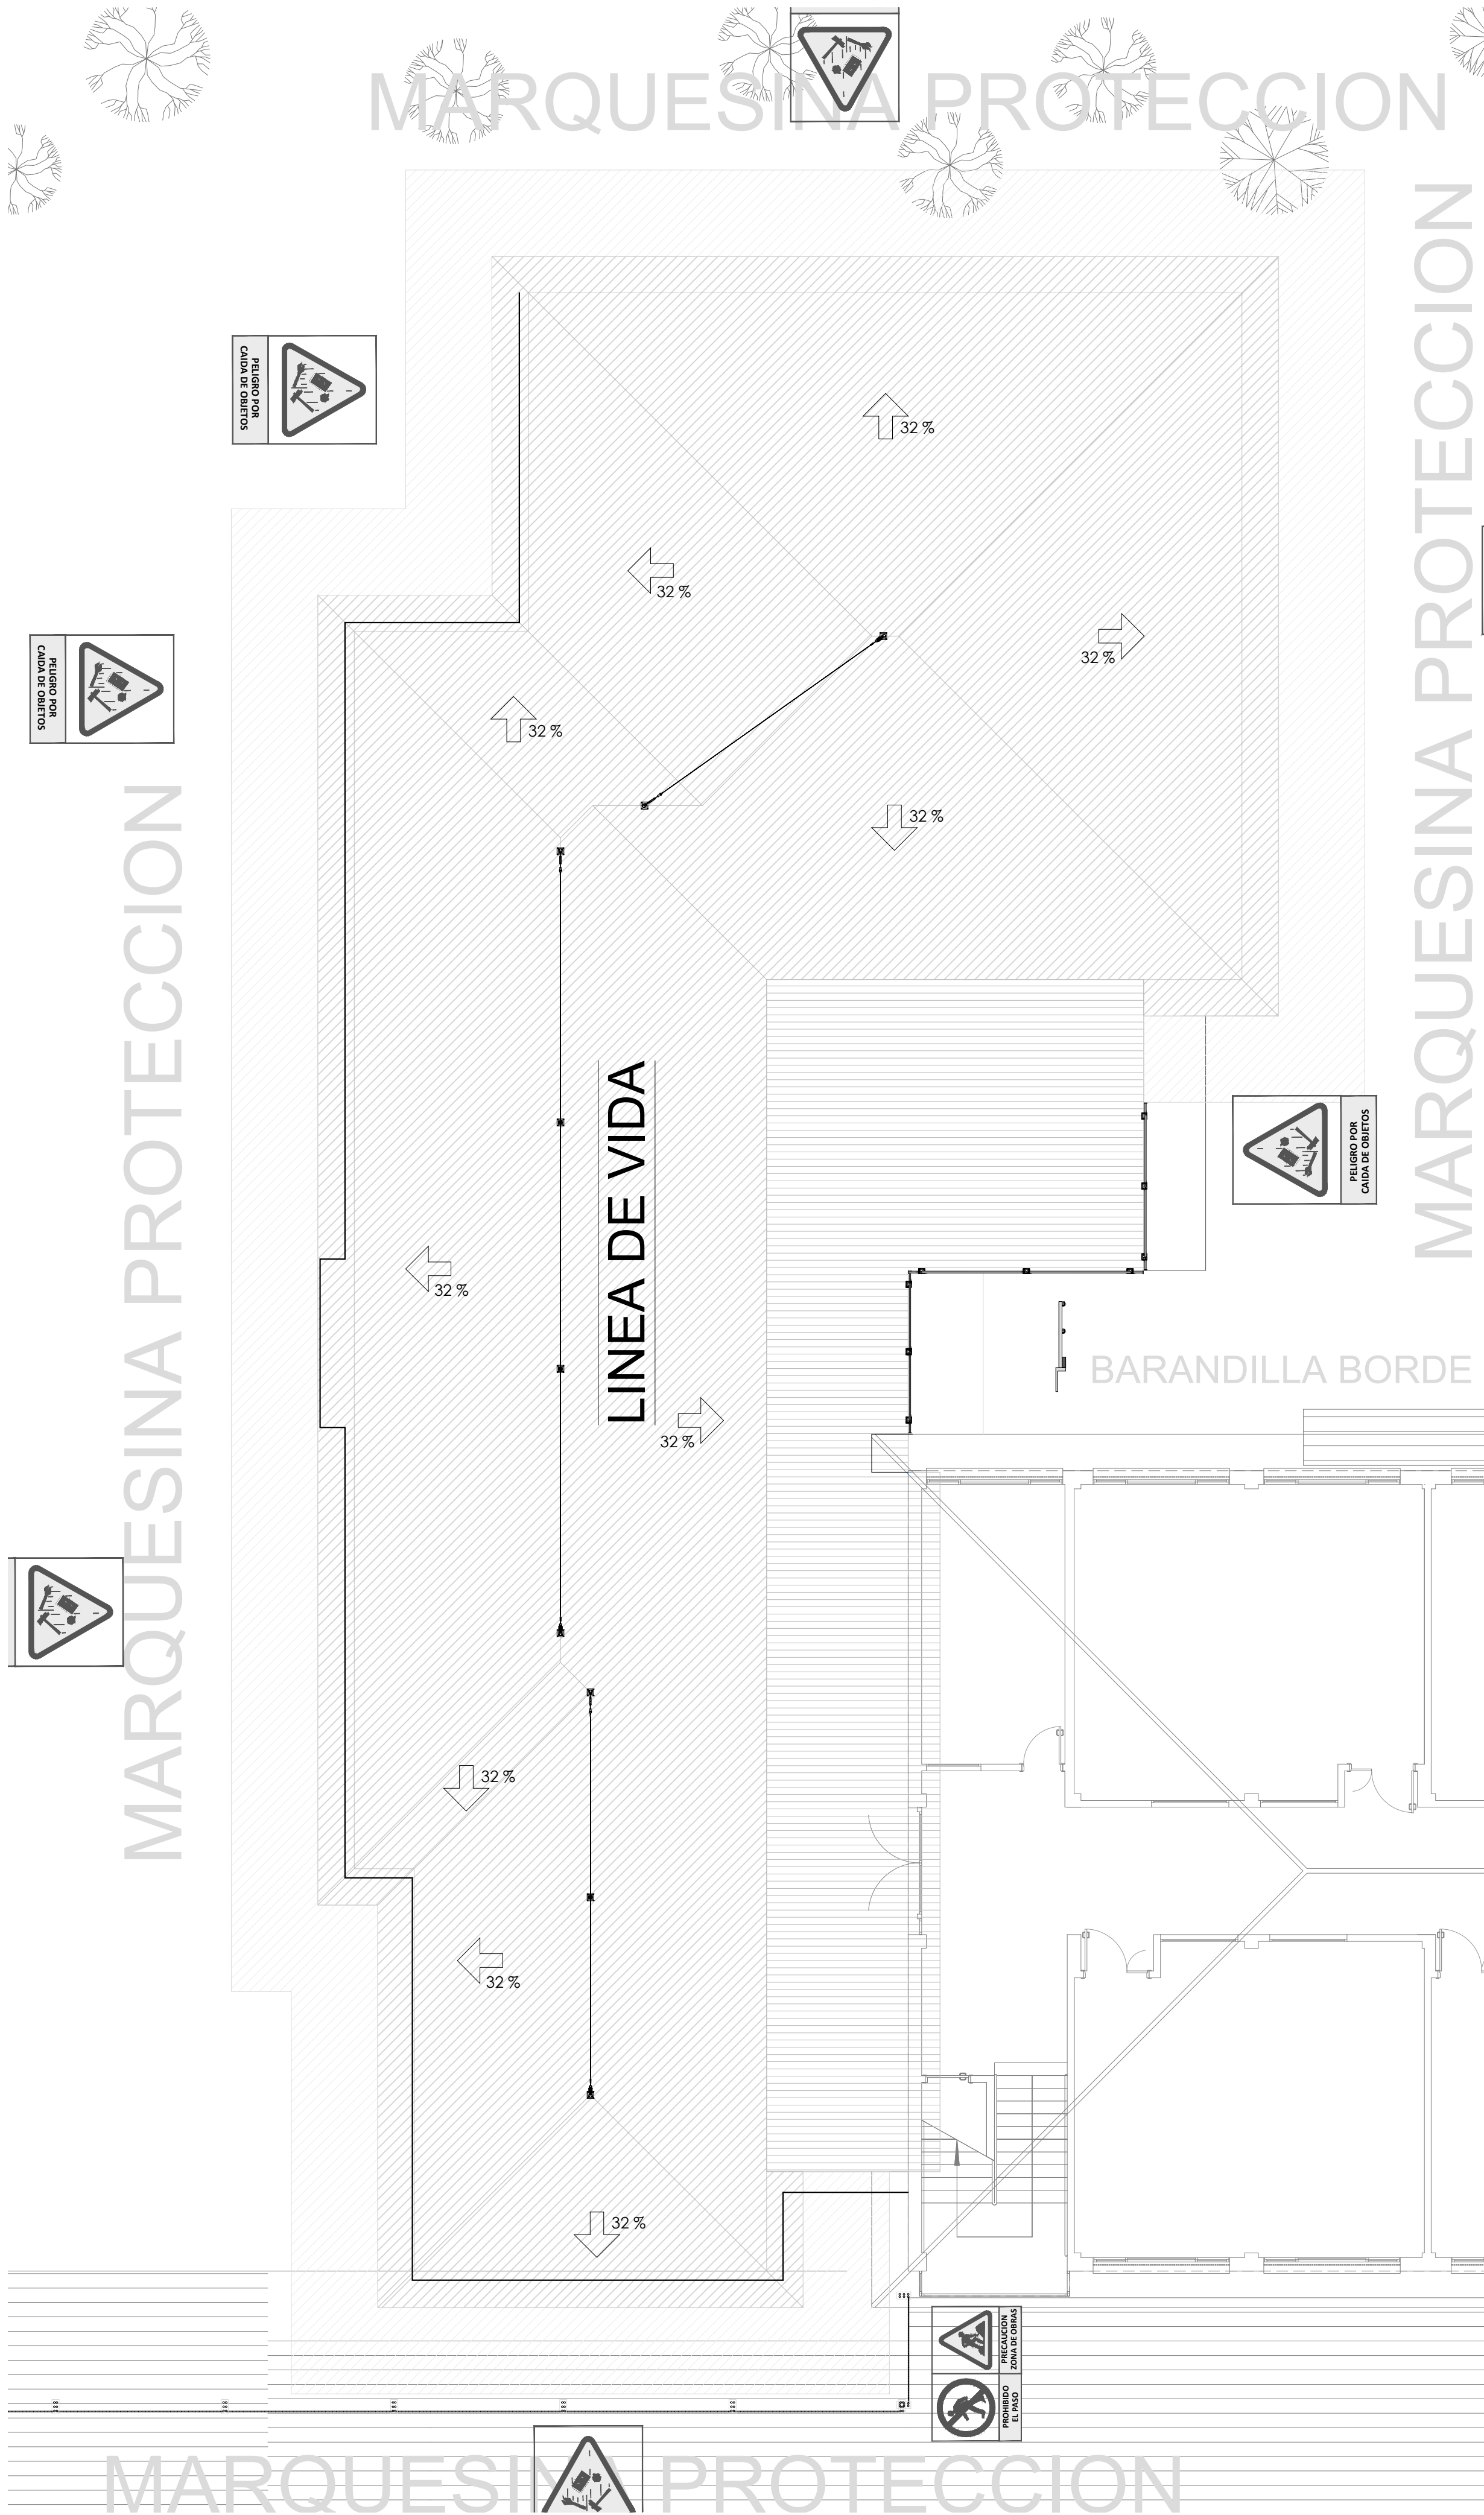 MARQUESINA PROTECCION
MARQUESINA PROTECCION
PELIGRO POR
CAIDA DE OBJETOS
32 %
32 %
32 %
PELIGRO POR
CAIDA DE OBJETOS
32 %
32 %
MARQUESINA PROTECCION
LINEA DE VIDA
PELIGRO POR
CAIDA DE OBJETOS
32 %
BARANDILLA BORDE
32 %
32 %
32 %
32 %
PRECAUCION
ZONA DE OBRAS
PROHIBIDO
EL PASO
MARQUESINA PROTECCION